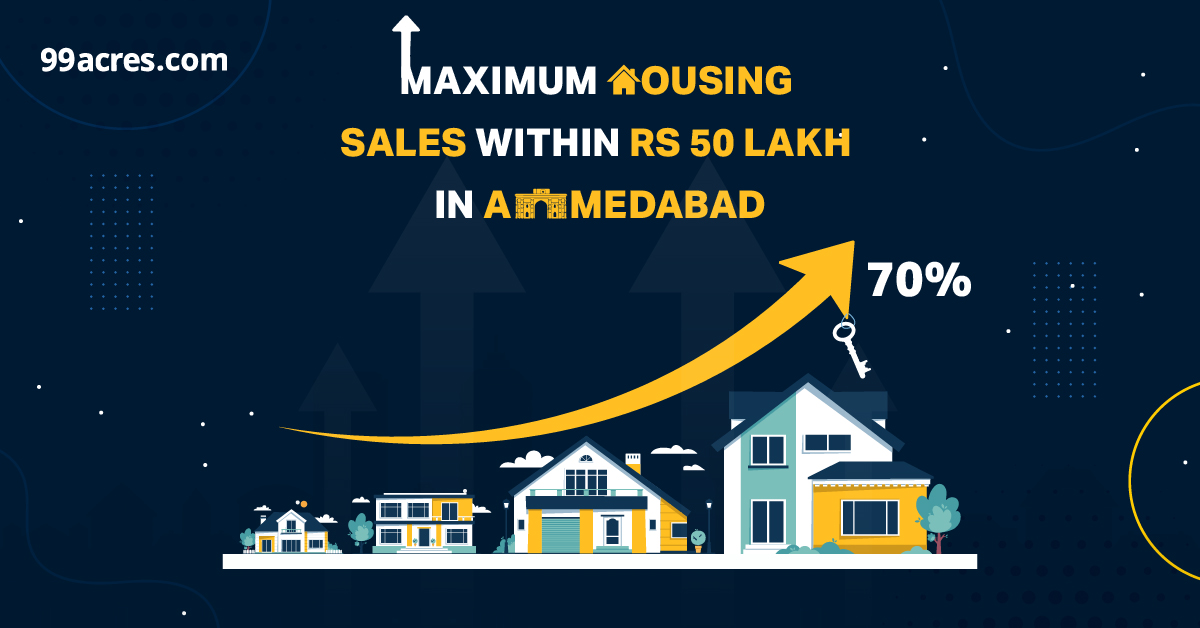 99acres.com
MAXIMUM HOUSING
SALES WITHIN RS 50 LAKH
IN AHMEDABAD
70%